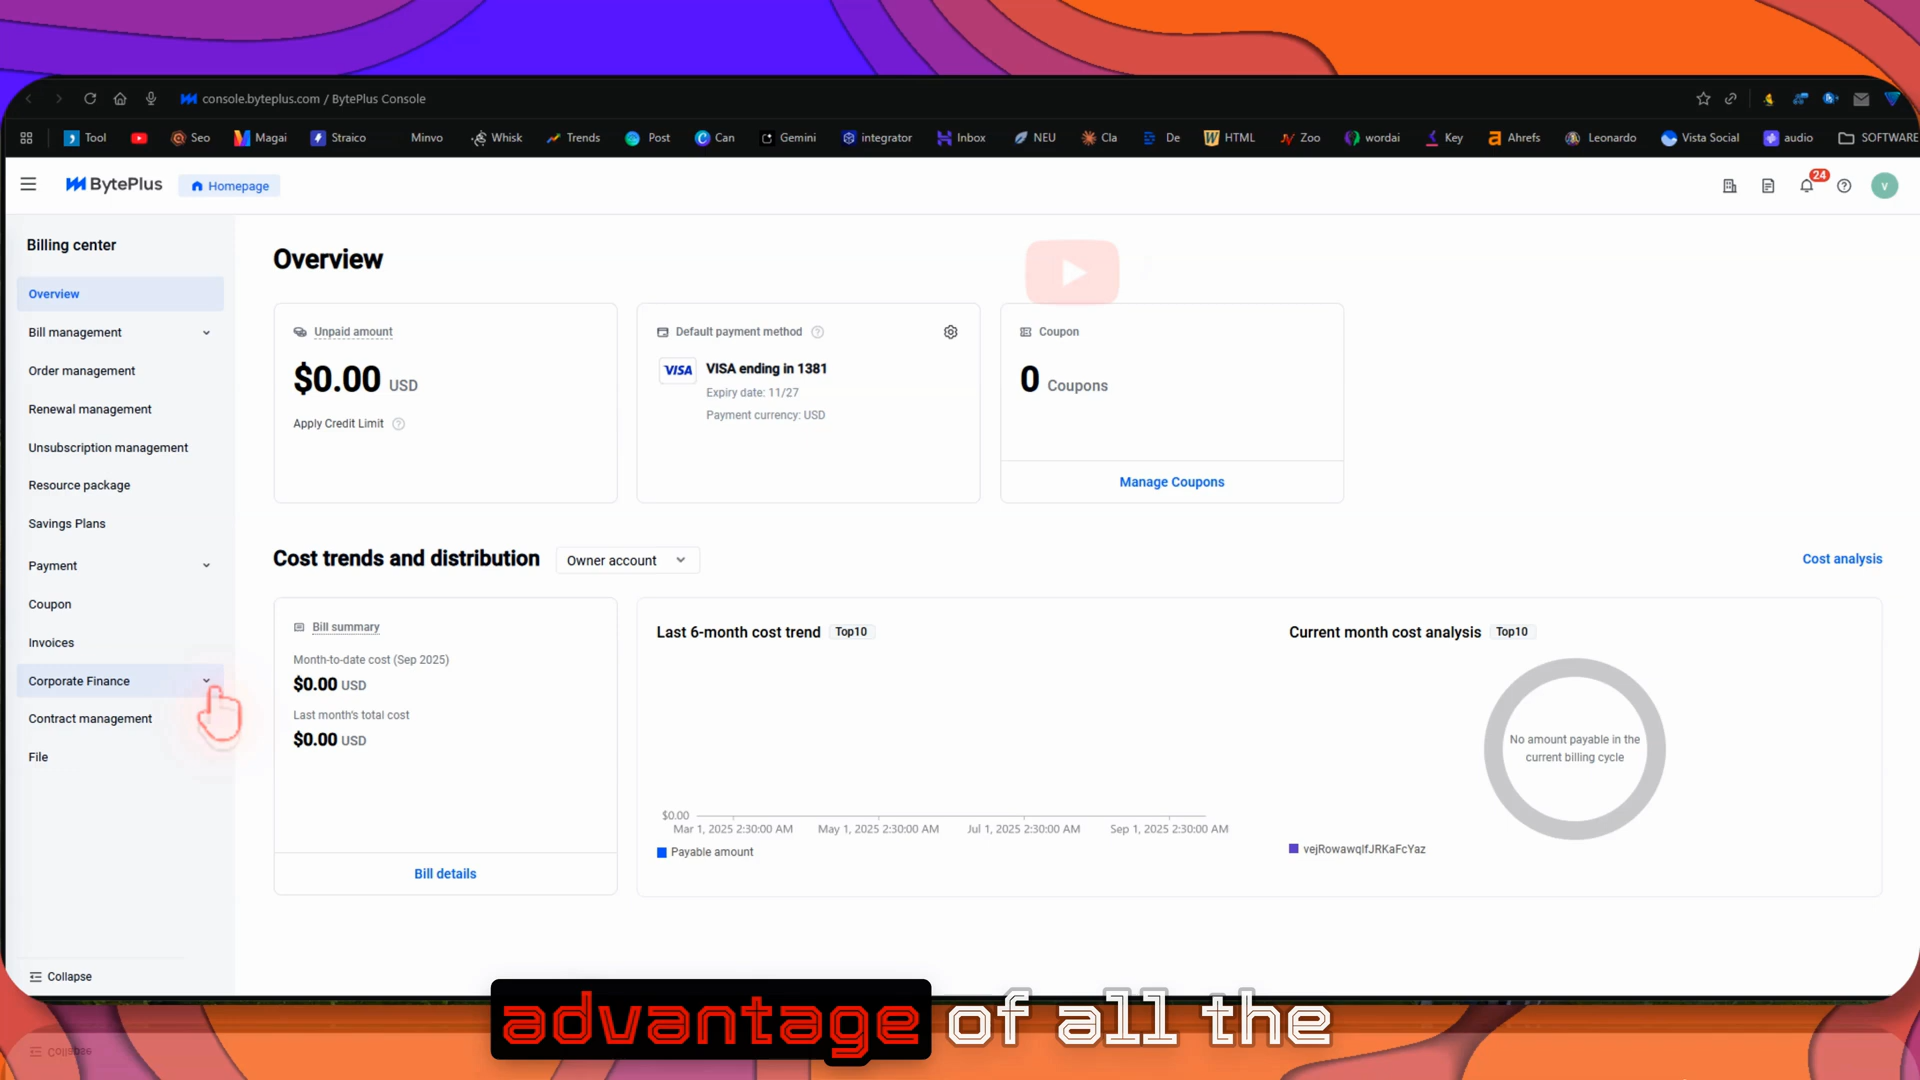 console.byteplus.com / BytePlus Console
Tool
Seo
Magai
Straico
Minvo
Whisk
Trends
Post
Can
Gemini
integrator
Inbox
NEU
Cla
De
HTML
Zoo
wordai
Key
Ahrefs
Leonardo
Vista Social
audio
SOFTWARE
BytePlus
Homepage
24
V
Billing center
Overview
Bill management
Order management
Renewal management
Unsubscription management
Resource package
Savings Plans
Payment
Coupon
Invoices
Corporate Finance
Contract management
File
Collapse
Overview
Unpaid amount
$0.00 USD
Apply Credit Limit
Default payment method
VISA
VISA ending in 1381
Expiry date: 11/27
Payment currency: USD
Coupon
0 Coupons
Manage Coupons
Cost trends and distribution
Owner account
Cost analysis
Bill summary
Month-to-date cost (Sep 2025)
$0.00 USD
Last month's total cost
$0.00 USD
Bill details
Last 6-month cost trend Top10
$0.00
Mar 1, 2025 2:30:00 AM
May 1, 2025 2:30:00 AM
Jul 1, 2025 2:30:00 AM
Sep 1, 2025 2:30:00 AM
Payable amount
Current month cost analysis Top10
No amount payable in the
current billing cycle
advantage of all the